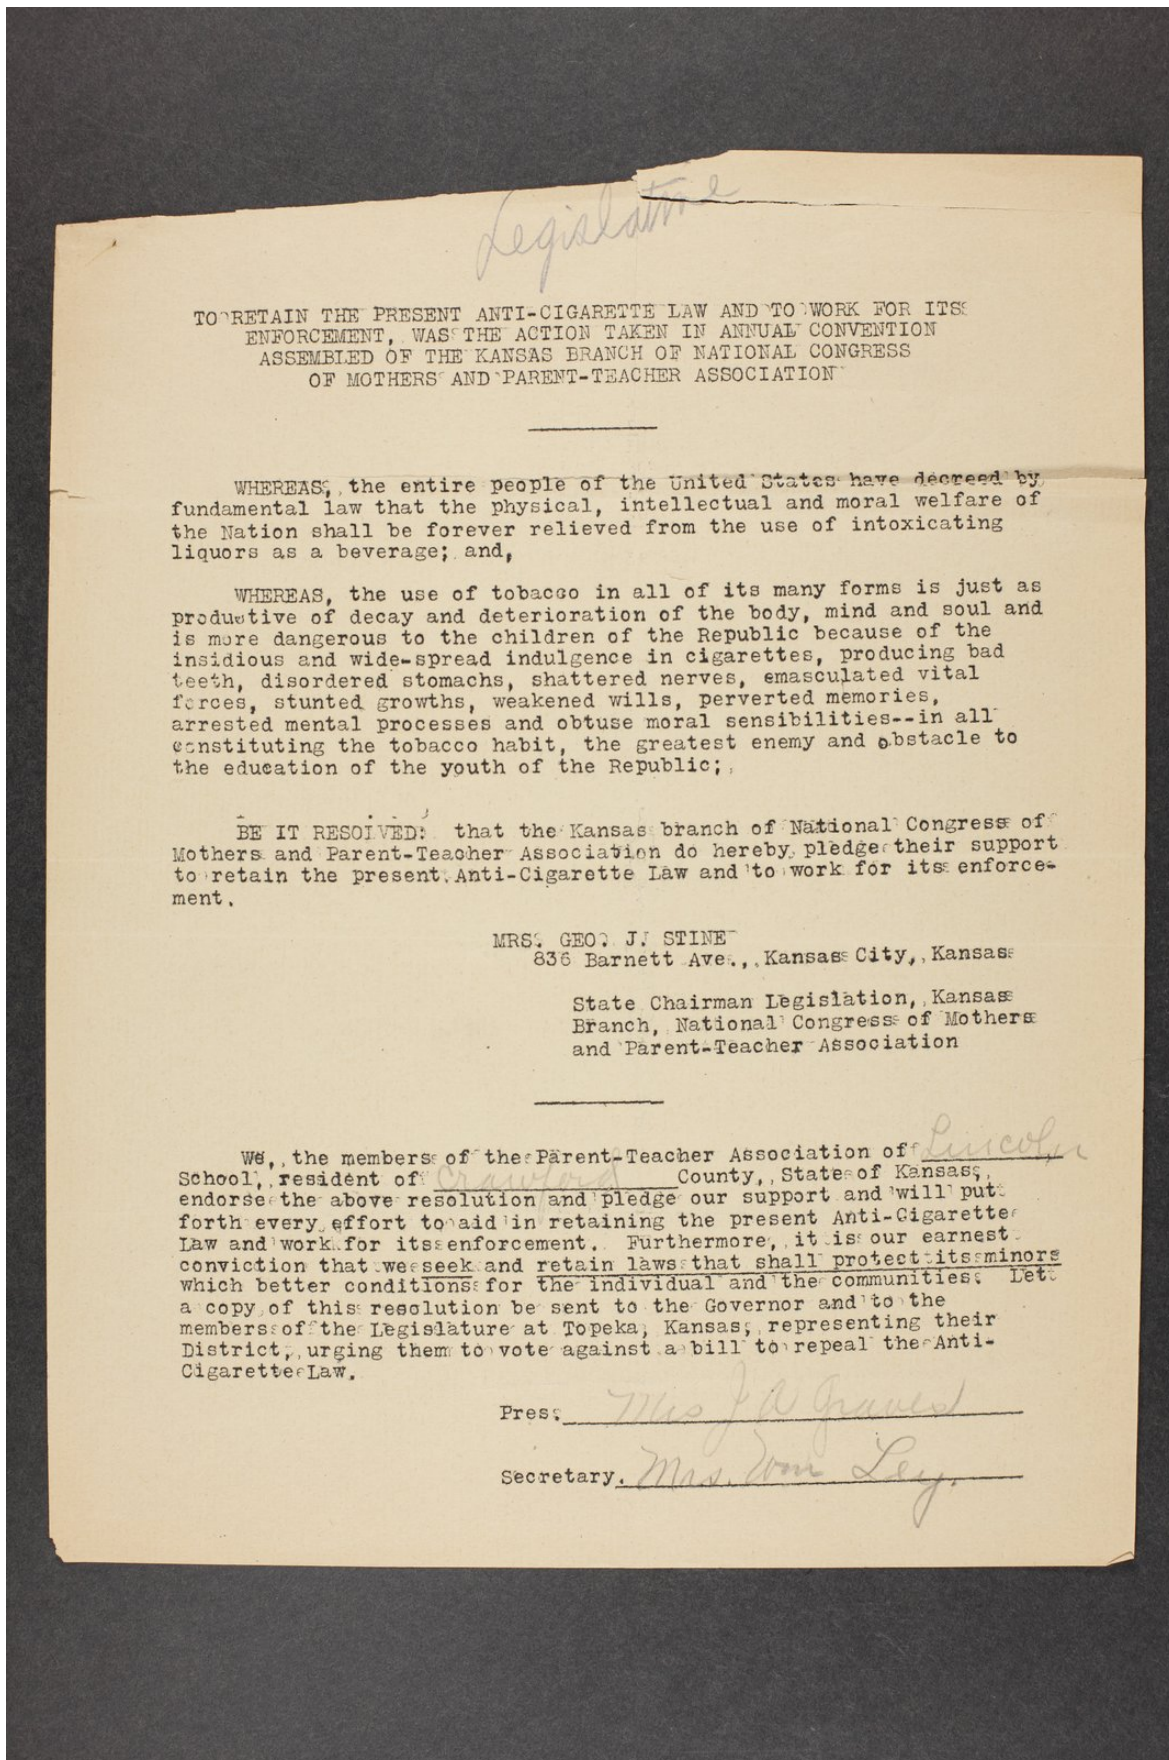 Legislature
TO RETAIN THE PRESENT ANTI-CIGARETTE LAW AND TO WORK FOR ITS
ENFORCEMENT, WAS THE ACTION TAKEN IN ANNUAL CONVENTION
ASSEMBLED OF THE KANSAS BRANCH OF NATIONAL CONGRESS
OF MOTHERS AND PARENT-TEACHER ASSOCIATION
WHEREAS, the entire people of the United States have decreed by
fundamental law that the physical, intellectual and moral welfare of
the Nation shall be forever relieved from the use of intoxicating
liquors as a beverage; and,
WHEREAS, the use of tobacco in all of its many forms is just as
productive of decay and deterioration of the body, mind and soul and
is more dangerous to the children of the Republic because of the
insidious and wide-spread indulgence in cigarettes, producing bad
teeth, disordered stomachs, shattered nerves, emasculated vital
forces, stunted growths, weakened wills, perverted memories,
arrested mental processes and obtuse moral sensibilities--in all
constituting the tobacco habit, the greatest enemy and obstacle to
the education of the youth of the Republic;
BE IT RESOLVED: that the Kansas branch of National Congress of
Mothers and Parent-Teacher Association do hereby pledge their support
to retain the present Anti-Cigarette Law and to work for its enforce-
ment.
MRS. GEO. J. STINE
836 Barnett Ave., Kansas City, Kansas
State Chairman Legislation, Kansas
Branch, National Congress of Mothers
and Parent-Teacher Association
We, the members of the Parent-Teacher Association of Lincoln
School, resident of Crawford County, State of Kansas,
endorse the above resolution and pledge our support and will put
forth every effort to aid in retaining the present Anti-Cigarette
Law and work for its enforcement. Furthermore, it is our earnest
conviction that we seek and retain laws that shall protect its minors
which better conditions for the individual and the communities. Let
a copy of this resolution be sent to the Governor and to the
members of the Legislature at Topeka, Kansas, representing their
District, urging them to vote against a bill to repeal the Anti-
Cigarette Law.
Pres. Mrs J A Graves
Secretary. Mrs. Wm Ley.